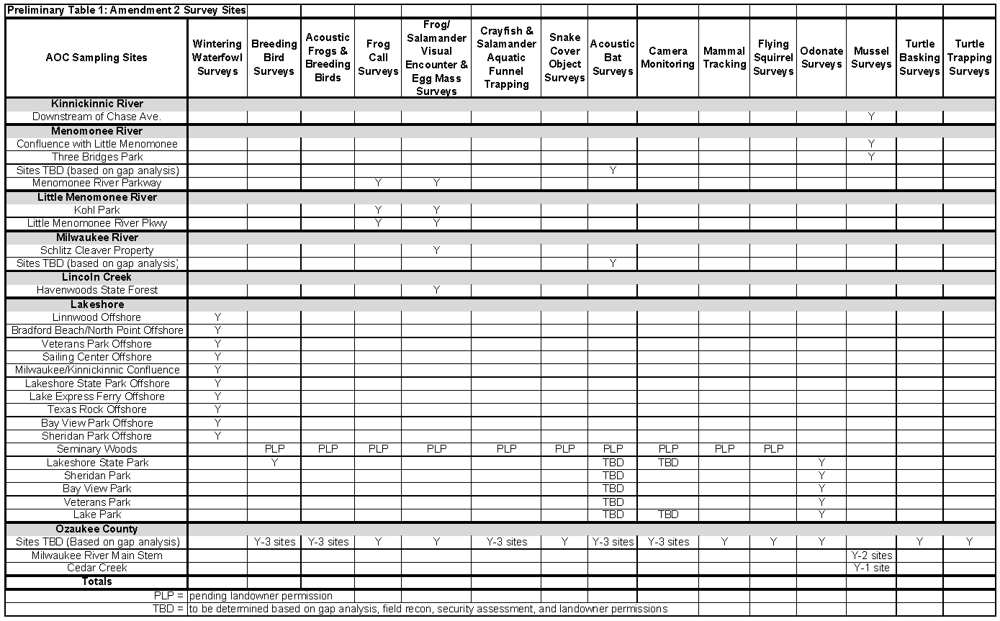 Preliminary Table 1: Amendment 2 Survey Sites
AOC Sampling Sites Wintering Waterfowl Surveys Breeding Bird Surveys Acoustic Frogs & Breeding Birds Frog Call Surveys Frog/ Salamander Visual Encounter & Egg Mass Surveys Crayfish & Salamander Aquatic Funnel Trapping Snake Cover Object Surveys Acoustic Bat Surveys Camera Monitoring Mammal Tracking Flying Squirrel Surveys Odonate Surveys Mussel Surveys Turtle Basking Surveys Turtle Trapping Surveys
Kinnickinnic River
Downstream of Chase Ave. Y
Menomonee River
Confluence with Little Menomonee Y
Three Bridges Park Y
Sites TBD (based on gap analysis) Y
Menomonee River Parkway Y Y
Little Menomonee River
Kohl Park Y Y
Little Menomonee River Pkwy Y Y
Milwaukee River
Schlitz Cleaver Property Y
Sites TBD (based on gap analysis) Y
Lincoln Creek
Havenwoods State Forest Y
Lakeshore
Linnwood Offshore Y
Bradford Beach/North Point Offshore Y
Veterans Park Offshore Y
Sailing Center Offshore Y
Milwaukee/Kinnickinnic Confluence Y
Lakeshore State Park Offshore Y
Lake Express Ferry Offshore Y
Texas Rock Offshore Y
Bay View Park Offshore Y
Sheridan Park Offshore Y
Seminary Woods PLP PLP PLP PLP PLP PLP PLP PLP PLP PLP
Lakeshore State Park Y TBD TBD Y
Sheridan Park TBD Y
Bay View Park TBD Y
Veterans Park TBD Y
Lake Park TBD TBD Y
Ozaukee County
Sites TBD (Based on gap analysis) Y-3 sites Y-3 sites Y Y Y-3 sites Y Y-3 sites Y-3 sites Y Y Y Y Y
Milwaukee River Main Stem Y-2 sites
Cedar Creek Y-1 site
Totals
PLP = pending landowner permission
TBD = to be determined based on gap analysis, field recon, security assessment, and landowner permissions